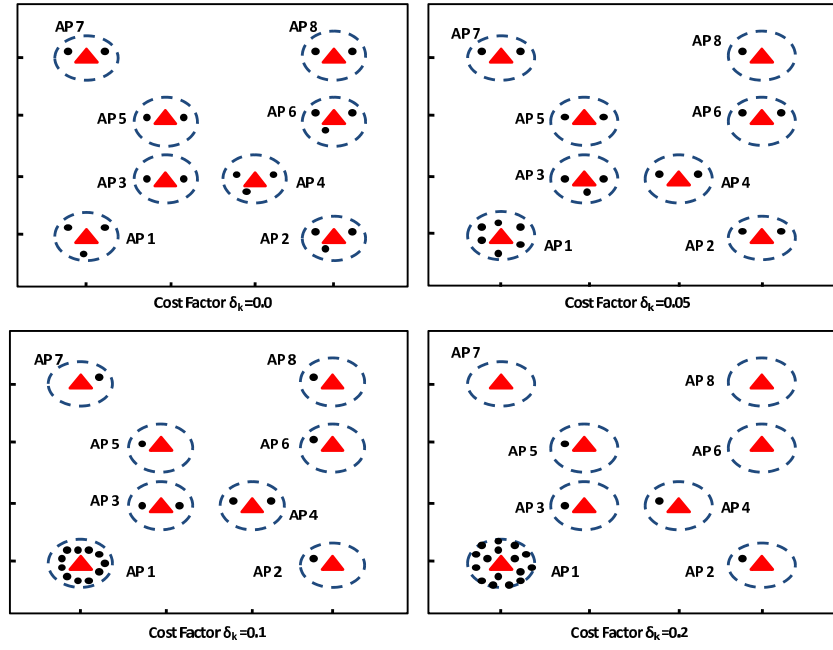 AP 7
AP 8
AP 5
AP 6
AP 3
AP 4
AP 1
AP 2
Cost Factor δk=0.0
AP 7
AP 8
AP 5
AP 6
AP 3
AP 4
AP 1
AP 2
Cost Factor δk=0.05
AP 7
AP 8
AP 5
AP 6
AP 3
AP 4
AP 1
AP 2
Cost Factor δk=0.1
AP 7
AP 8
AP 5
AP 6
AP 3
AP 4
AP 1
AP 2
Cost Factor δk=0.2